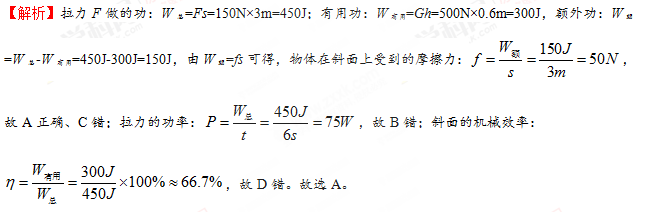 【解析】拉力 F 做的功：W总=Fs=150N×3m=450J；有用功：W有用=Gh=500N×0.6m=300J，额外功：W额
=W总-W有用=450J-300J=150J，由 W额=fs 可得，物体在斜面上受到的摩擦力：f=W额/s=150J/3m=50N，
故 A 正确、C 错；拉力的功率：P=W总/t=450J/6s=75W，故 B 错；斜面的机械效率：
η=W有用/W总=300J/450J×100%≈66.7%，故 D 错。故选 A。